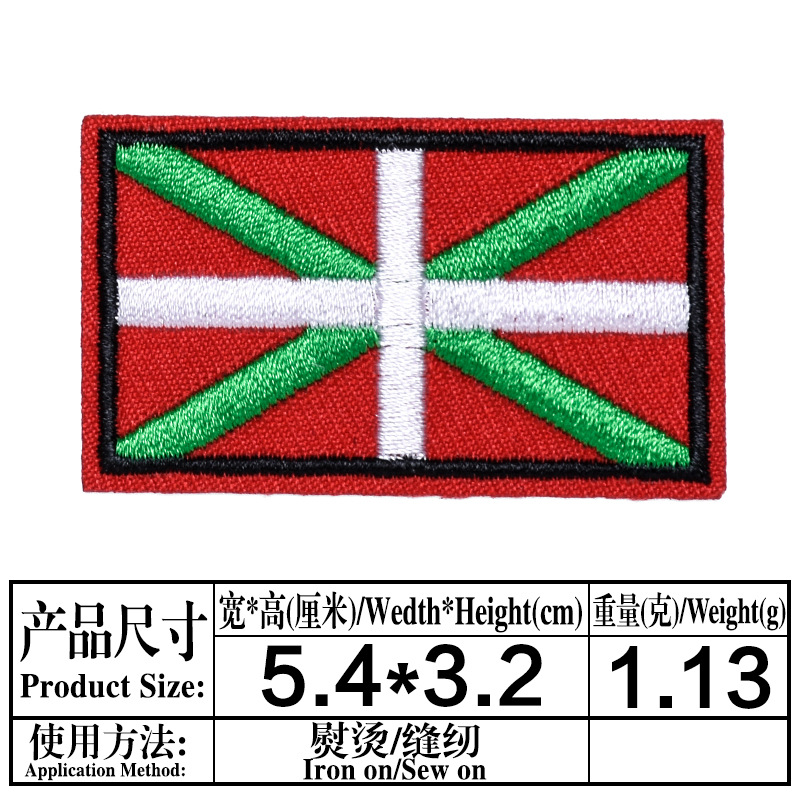 产品尺寸
Product Size:
宽*高(厘米)/Wedth*Height(cm)
5.4*3.2
重量(克)/Weight(g)
1.13
使用方法:
Application Method:
熨烫/缝纫
Iron on/Sew on